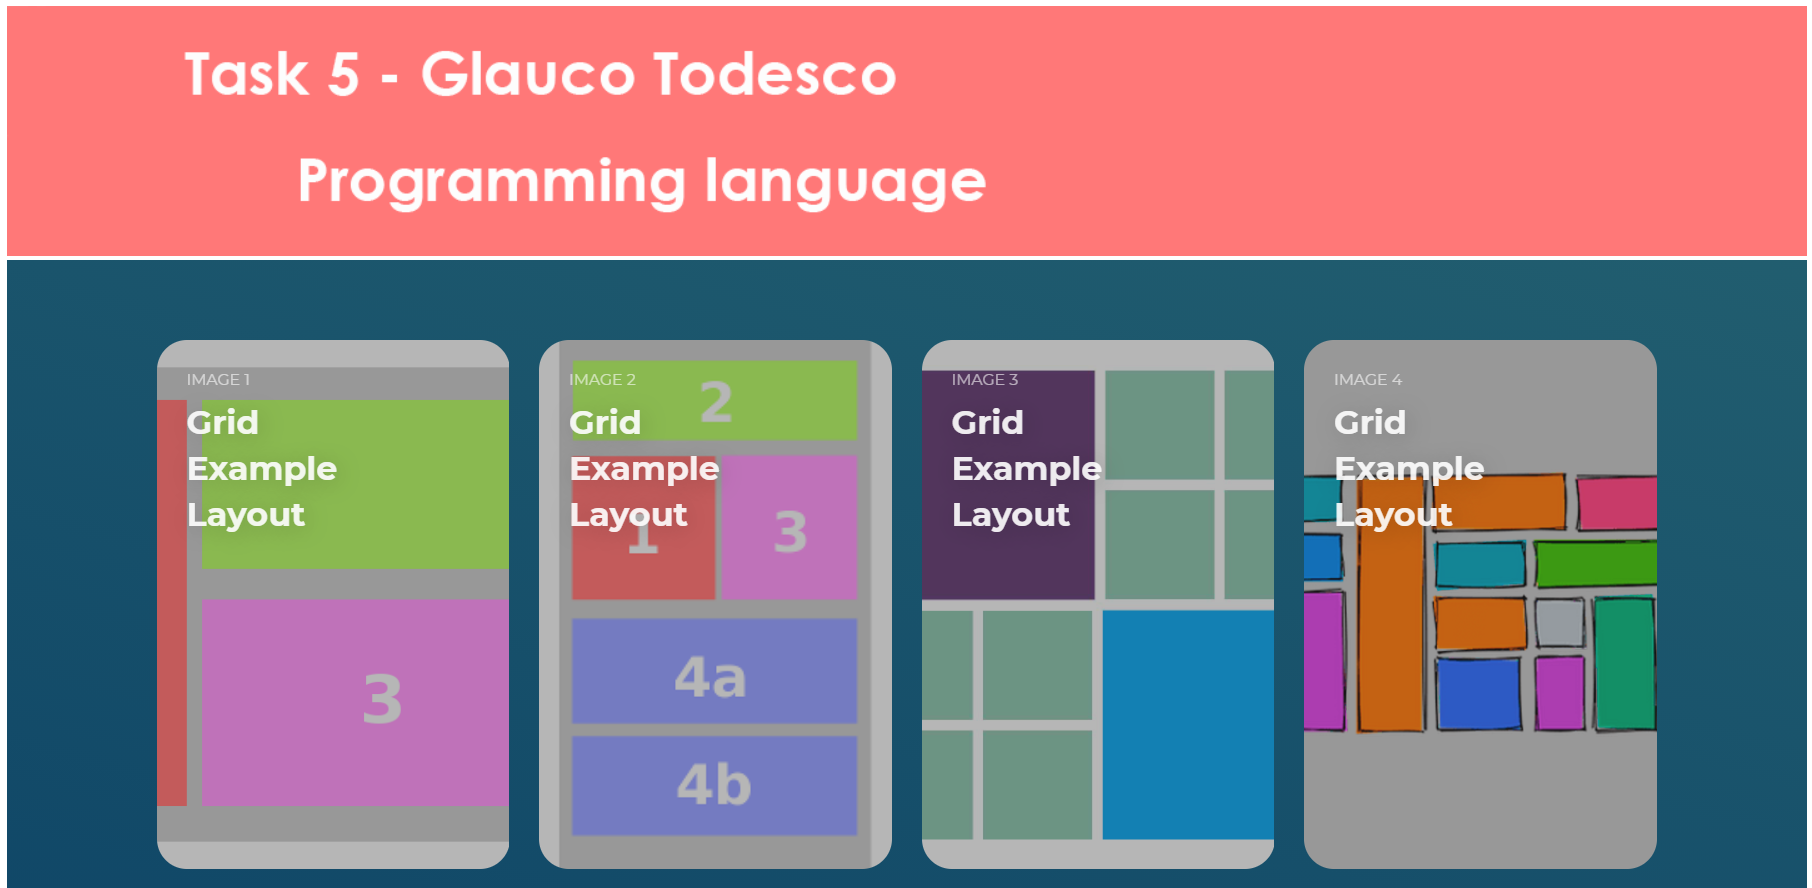 Task 5 - Glauco Todesco
Programming language
IMAGE 1
Grid
Example
Layout
3
IMAGE 2
2
Grid
Example
Layout
1
3
4a
4b
IMAGE 3
Grid
Example
Layout
IMAGE 4
Grid
Example
Layout